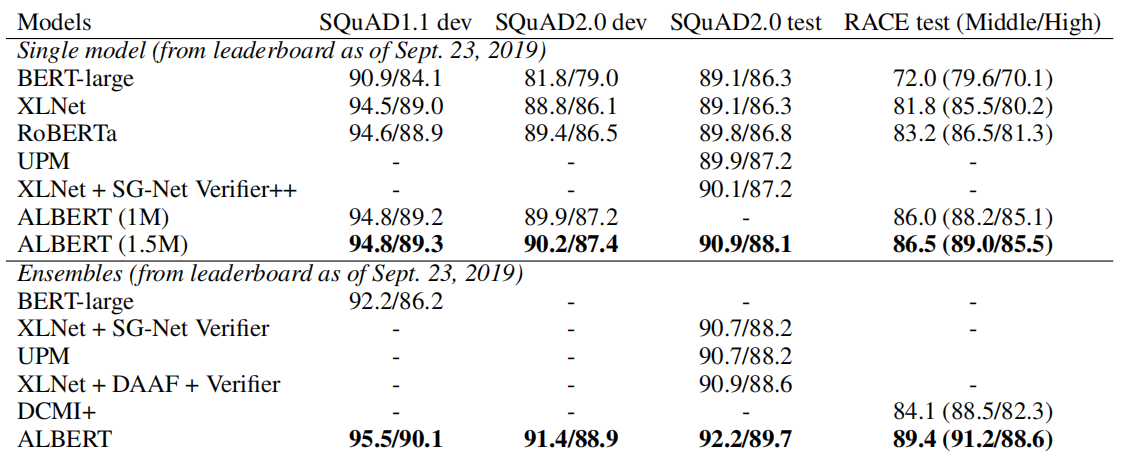 Models SQuAD1.1 dev SQuAD2.0 dev SQuAD2.0 test RACE test (Middle/High)
Single model (from leaderboard as of Sept. 23, 2019)
BERT-large 90.9/84.1 81.8/79.0 89.1/86.3 72.0 (79.6/70.1)
XLNet 94.5/89.0 88.8/86.1 89.1/86.3 81.8 (85.5/80.2)
RoBERTa 94.6/88.9 89.4/86.5 89.8/86.8 83.2 (86.5/81.3)
UPM - - 89.9/87.2 -
XLNet + SG-Net Verifier++ - - 90.1/87.2 -
ALBERT (1M) 94.8/89.2 89.9/87.2 - 86.0 (88.2/85.1)
ALBERT (1.5M) 94.8/89.3 90.2/87.4 90.9/88.1 86.5 (89.0/85.5)
Ensembles (from leaderboard as of Sept. 23, 2019)
BERT-large 92.2/86.2 - - -
XLNet + SG-Net Verifier - - 90.7/88.2 -
UPM - - 90.7/88.2
XLNet + DAAF + Verifier - - 90.9/88.6 -
DCMI+ - - - 84.1 (88.5/82.3)
ALBERT 95.5/90.1 91.4/88.9 92.2/89.7 89.4 (91.2/88.6)